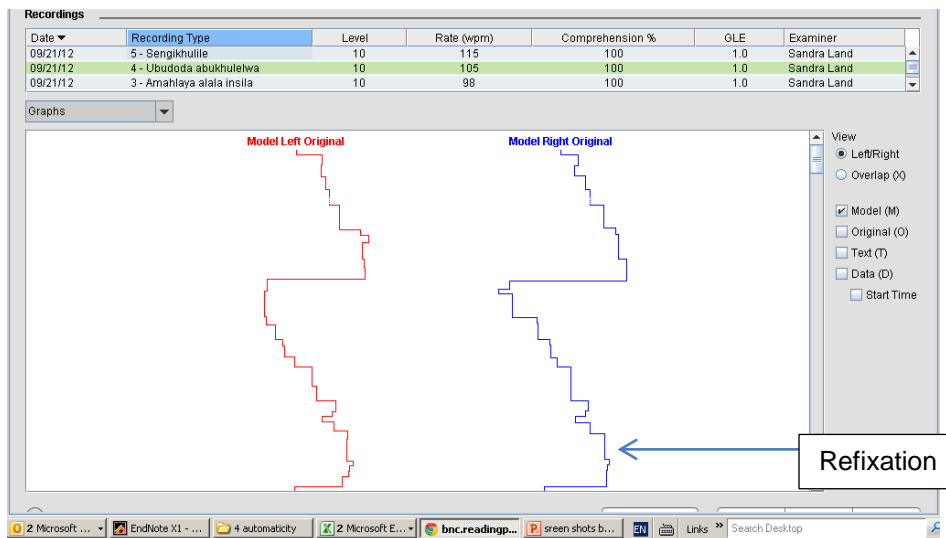 Recordings
Date Recording Type Level Rate (wpm) Comprehension % GLE Examiner
09/21/12 5 - Sengikhulile 10 115 100 1.0 Sandra Land
09/21/12 4 - Ubudoda abukhulelwa 10 105 100 1.0 Sandra Land
09/21/12 3 - Amahlaya alala insila 10 98 100 1.0 Sandra Land
Graphs
Model Left Original Model Right Original
View
Left/Right
Overlap (X)
Model (M)
Original (O)
Text (T)
Data (D)
Start Time
Refixation
2 Microsoft ... EndNote X1 - ... 4 automaticity 2 Microsoft E... bnc.readingp... sreen shots b... EN Links » Search Desktop